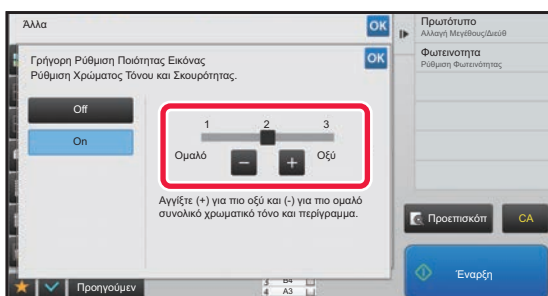 Άλλα
OK
Πρωτότυπο
Αλλαγή Μεγέθους/Διεύθ
Φωτεινοτητα
Ρύθμιση Φωτεινότητας
Γρήγορη Ρύθμιση Ποιότητας Εικόνας
OK
Ρύθμιση Χρώματος Τόνου και Σκουρότητας.
Off
On
1 2 3
Ομαλό
Οξύ
Αγγίξτε (+) για πιο οξύ και (-) για πιο ομαλό
συνολικό χρωματικό τόνο και περίγραμμα.
Προεπισκόπ
CA
Προηγούμεν
3 B4
4 A3
Έναρξη